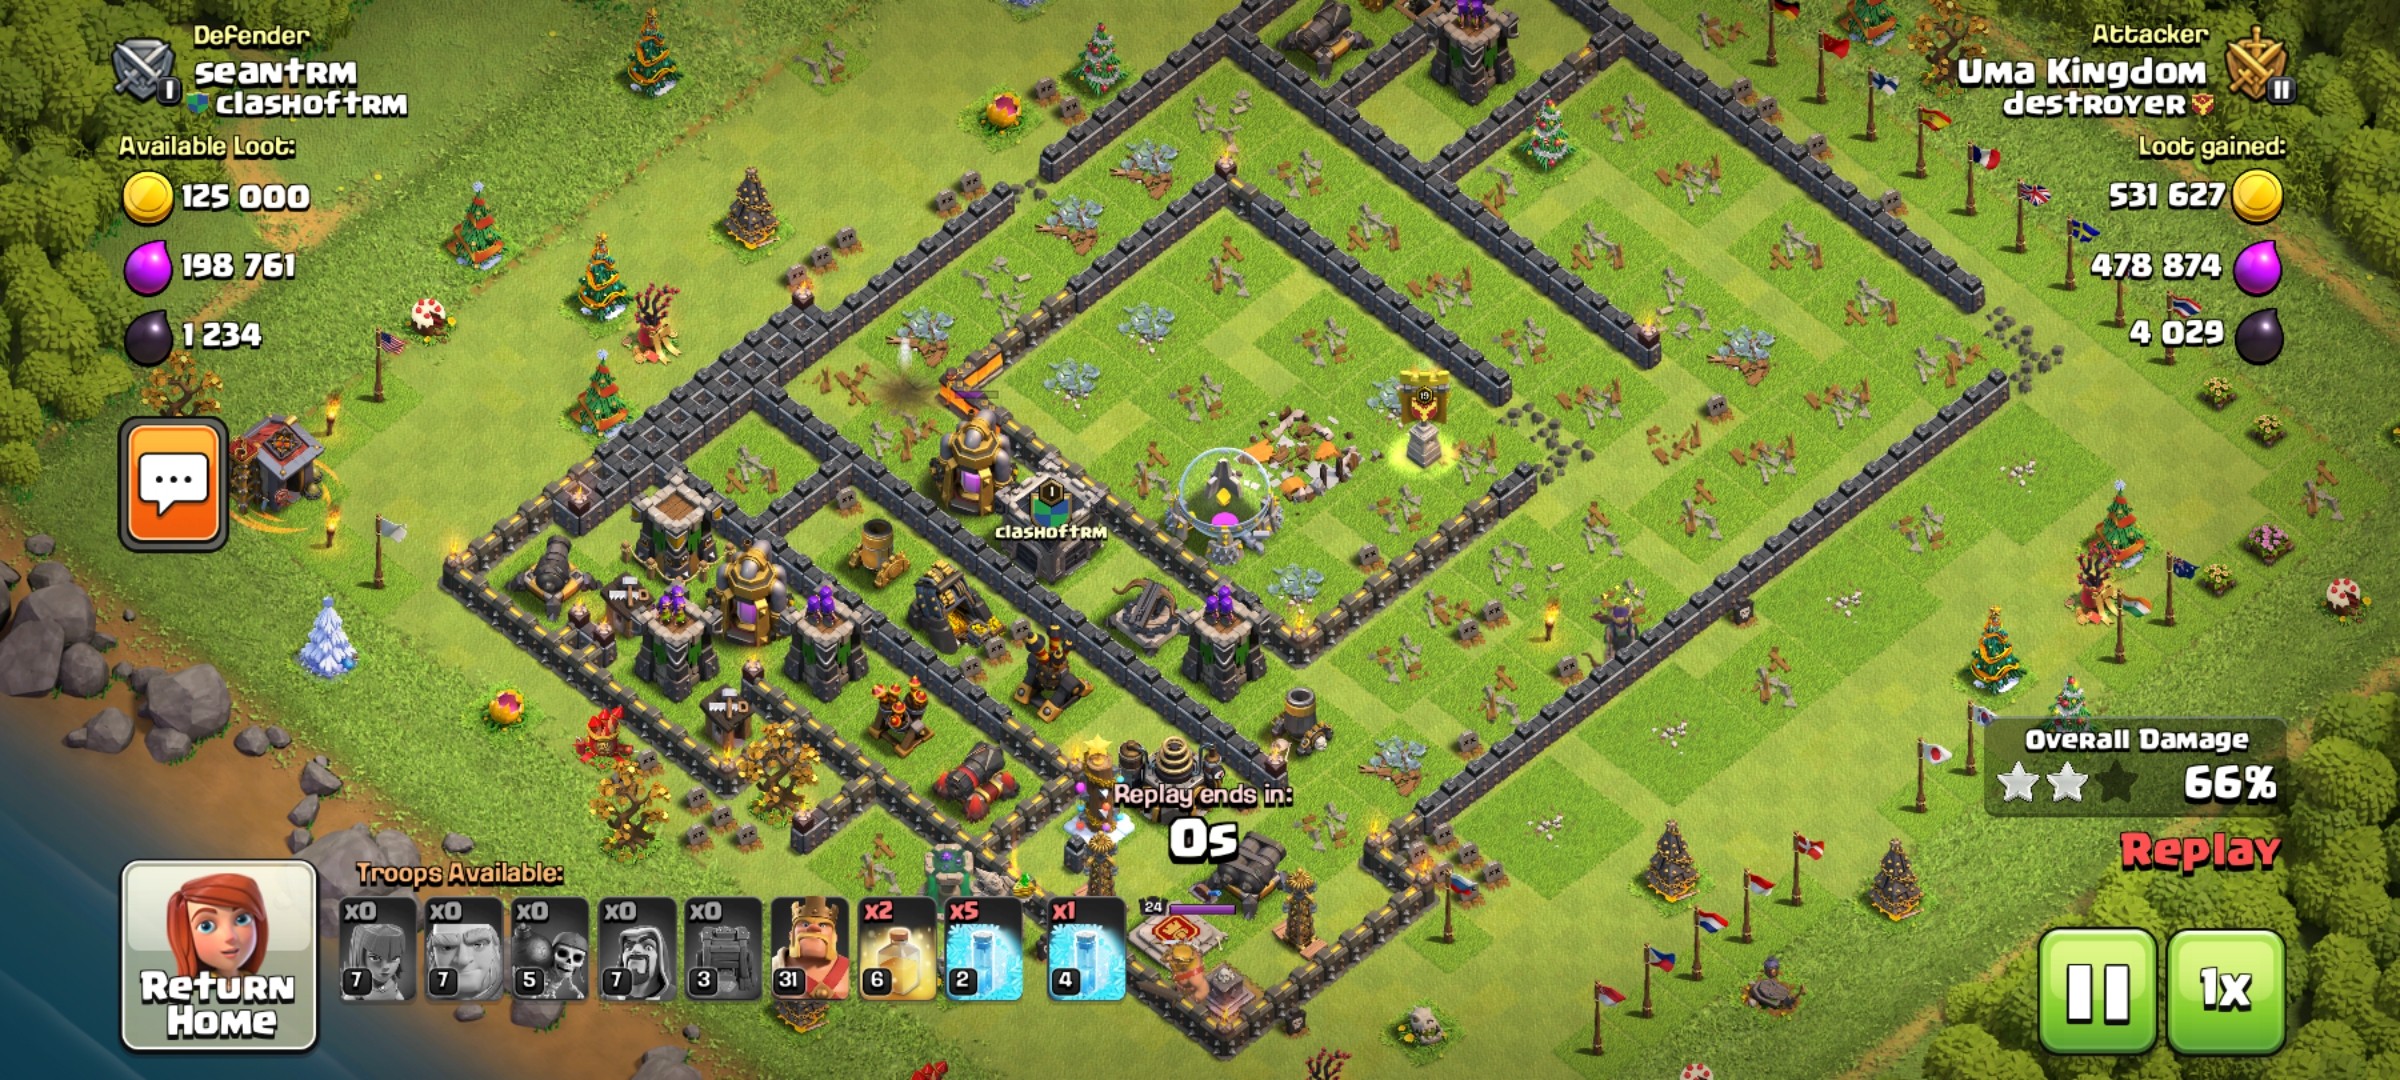 Defender
seantrm
clashoftrm
Available Loot:
125 000
198 761
1 234
Attacker
Uma Kingdom
destroyer
Loot gained:
531 627
478 874
4 029
19
1
clashoftrm
Overall Damage
66%
Replay
Replay ends in:
0s
Return
Home
Troops Available:
x0 x0 x0 x0 x0 x2 x5 x1
7 7 5 7 3 31 6 2 4
24
1x